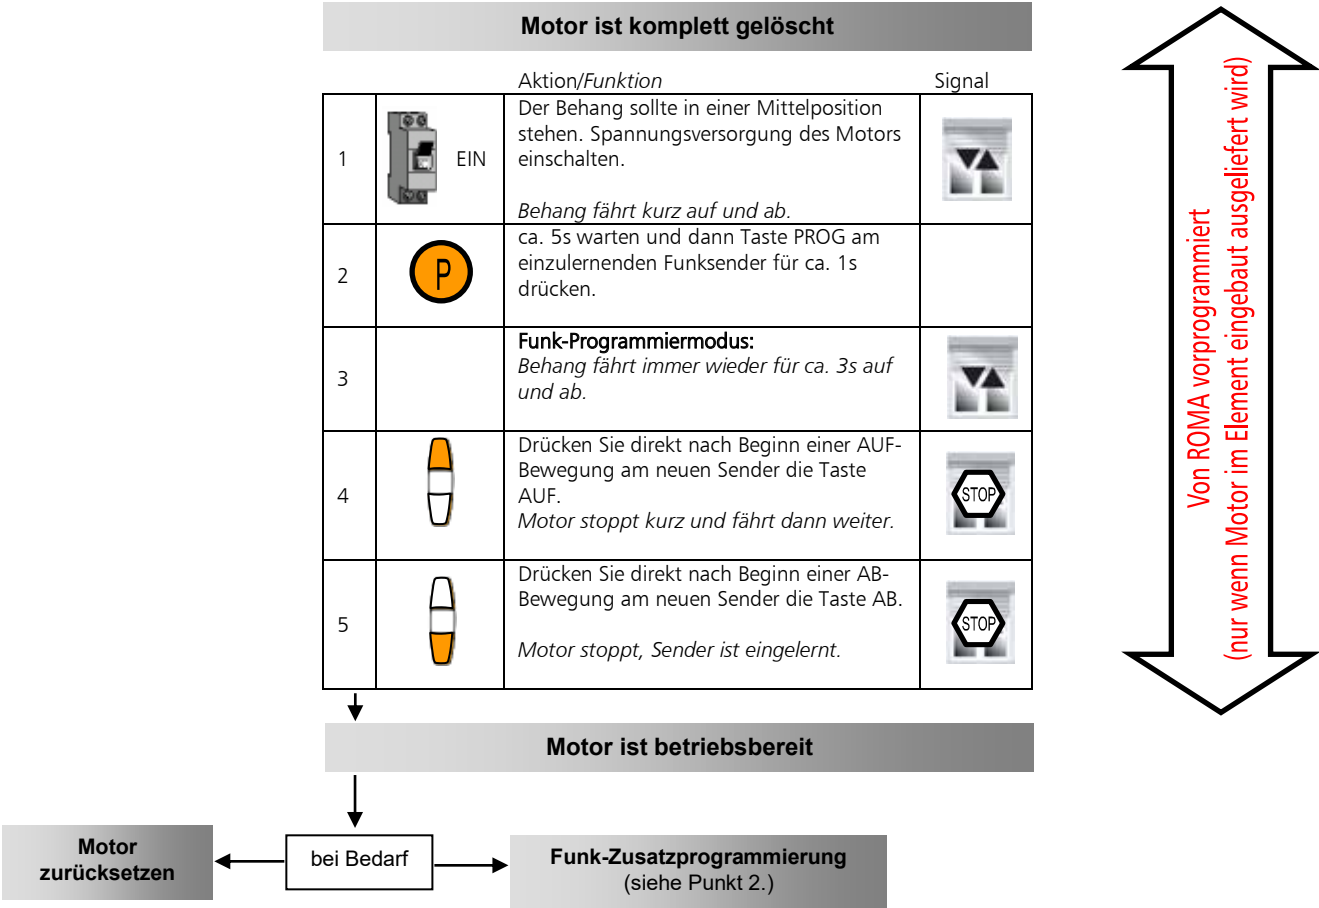 Motor ist komplett gelöscht
Aktion/Funktion
Signal
1
EIN
Der Behang sollte in einer Mittelposition
stehen. Spannungsversorgung des Motors
einschalten.
Behang fährt kurz auf und ab.
2
P
ca. 5s warten und dann Taste PROG am
einzulernenden Funksender für ca. 1s
drücken.
3
Funk-Programmiermodus:
Behang fährt immer wieder für ca. 3s auf
und ab.
4
Drücken Sie direkt nach Beginn einer AUF-
Bewegung am neuen Sender die Taste
AUF.
Motor stoppt kurz und fährt dann weiter.
STOP
5
Drücken Sie direkt nach Beginn einer AB-
Bewegung am neuen Sender die Taste AB.
Motor stoppt, Sender ist eingelernt.
STOP
Motor ist betriebsbereit
Motor
zurücksetzen
bei Bedarf
Funk-Zusatzprogrammierung
(siehe Punkt 2.)
Von ROMA vorprogrammiert
(nur wenn Motor im Element eingebaut ausgeliefert wird)